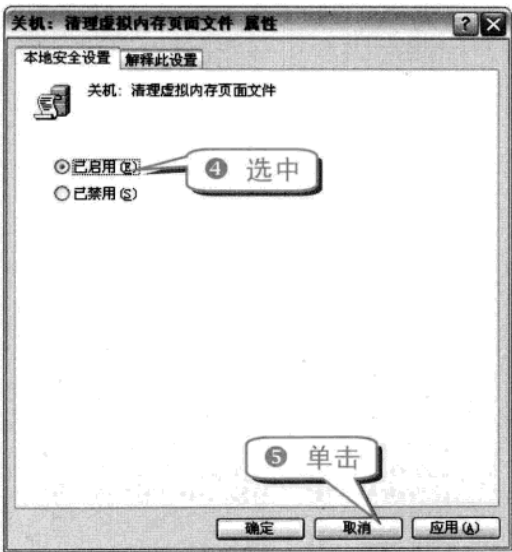 关机：清理虚拟内存页面文件 属性
本地安全设置 解释此设置
关机：清理虚拟内存页面文件
已启用(E)
❹ 选中
已禁用(S)
❺ 单击
确定 取消 应用(A)